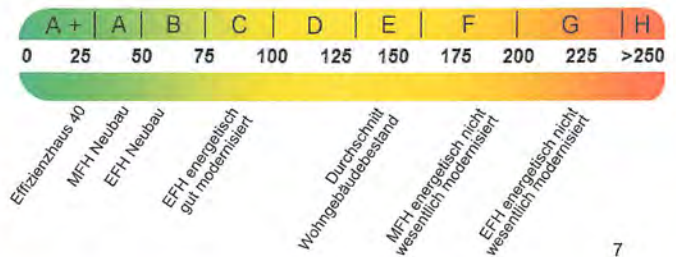 A+ A B C D E F G H
0 25 50 75 100 125 150 175 200 225 >250
Effizienzhaus 40
MFH Neubau
EFH Neubau
EFH energetisch
gut modernisiert
Durchschnitt
Wohngebäudebestand
MFH energetisch nicht
wesentlich modernisiert
EFH energetisch nicht
wesentlich modernisiert
7